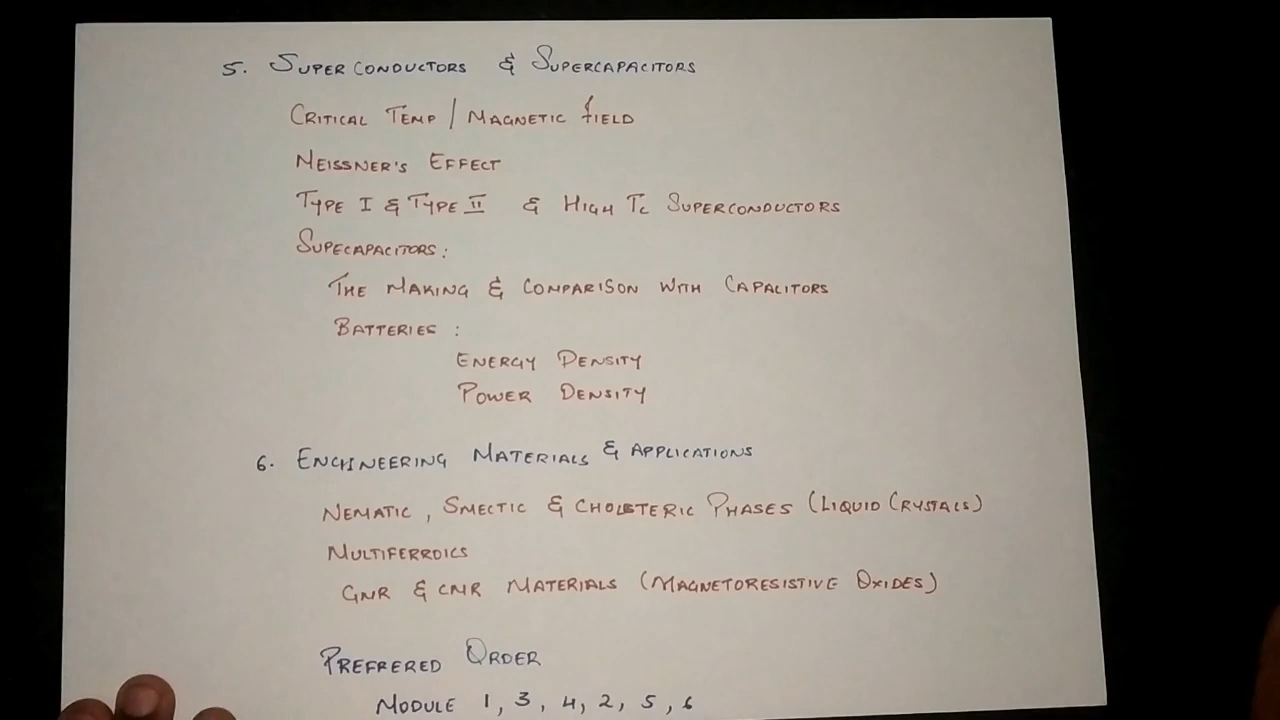 5. SUPERCONDUCTORS & SUPERCAPACITORS
CRITICAL TEMP / MAGNETIC FIELD
MEISSNER'S EFFECT
TYPE I & TYPE II & HIGH Tc SUPERCONDUCTORS
SUPECAPACITORS:
THE MAKING & COMPARISON WITH CAPACITORS
BATTERIES :
ENERGY DENSITY
POWER DENSITY
6. ENGINEERING MATERIALS & APPLICATIONS
NEMATIC, SMECTIC & CHOLSTERIC PHASES (LIQUID CRYSTALS)
MULTIFERROICS
GMR & CMR MATERIALS (MAGNETORESISTIVE OXIDES)
PREFRERED ORDER
MODULE 1, 3, 4, 2, 5, 6